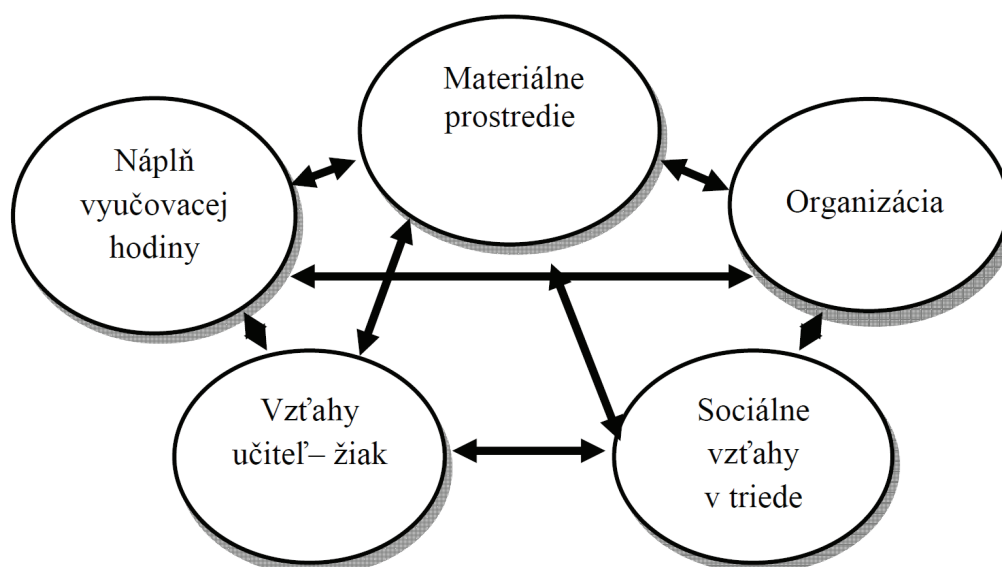 Materiálne
prostredie
Náplň
vyučovacej
hodiny
Organizácia
Vzťahy
učiteľ– žiak
Sociálne
vzťahy
v triede